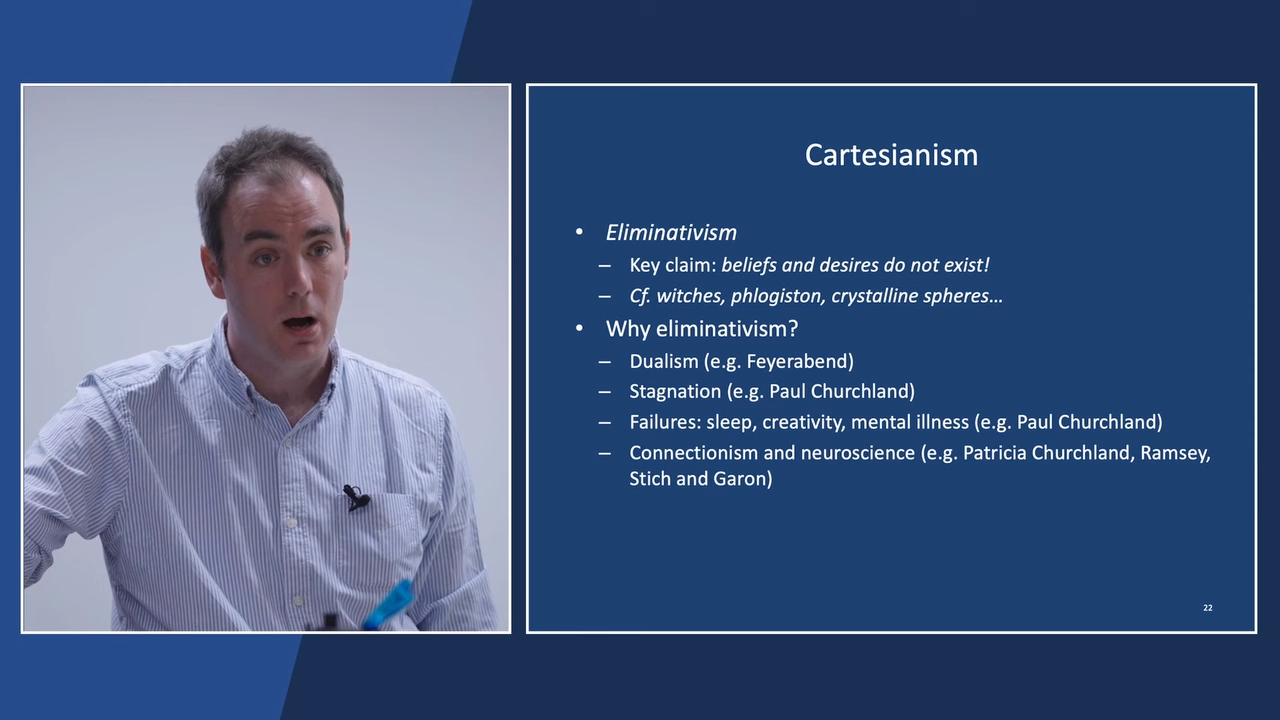 Cartesianism
• Eliminativism
– Key claim: beliefs and desires do not exist!
– Cf. witches, phlogiston, crystalline spheres…
• Why eliminativism?
– Dualism (e.g. Feyerabend)
– Stagnation (e.g. Paul Churchland)
– Failures: sleep, creativity, mental illness (e.g. Paul Churchland)
– Connectionism and neuroscience (e.g. Patricia Churchland, Ramsey,
Stich and Garon)
22